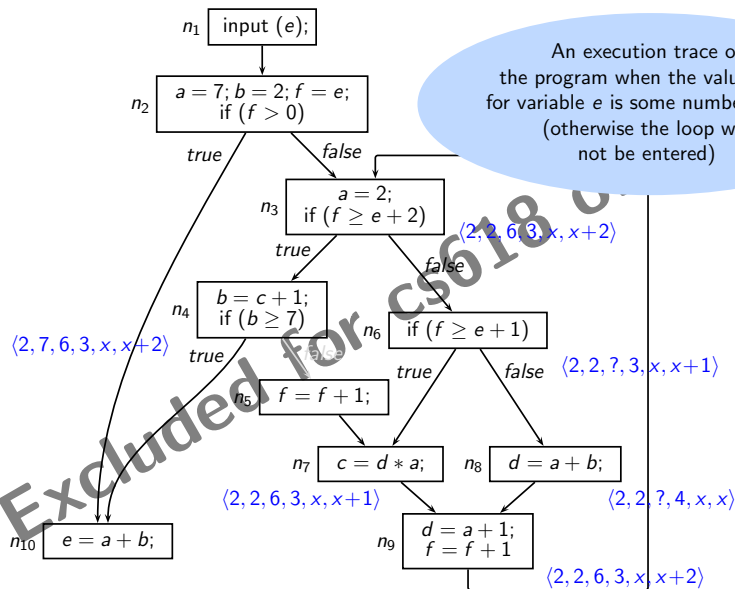 n1 input (e);
An execution trace o
the program when the valu
for variable e is some numbe
(otherwise the loop w
not be entered)
n2 a = 7; b = 2; f = e;
if (f > 0)
true
false
n3 a = 2;
if (f ≥ e + 2)
⟨2, 2, 6, 3, x, x+2⟩
true
false
n4 b = c + 1;
if (b ≥ 7)
n6 if (f ≥ e + 1)
⟨2, 7, 6, 3, x, x+2⟩
true
false
⟨2, 2, ?, 3, x, x+1⟩
true
false
n5 f = f + 1;
n7 c = d * a;
n8 d = a + b;
⟨2, 2, 6, 3, x, x+1⟩
⟨2, 2, ?, 4, x, x⟩
n10 e = a + b;
n9 d = a + 1;
f = f + 1
⟨2, 2, 6, 3, x, x+2⟩
Excluded for cs618